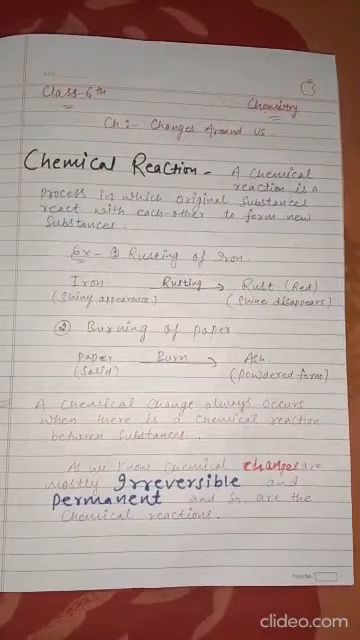 Class-6th
Chemistry
Ch:- Changes Around Us.
Chemical Reaction - A Chemical
reaction is a
process in which original substances
react with each-other to form new
substances.
Ex - ① Rusting of Iron.
Iron Rusting → Rust (Red)
(Shiny appearance) (Shine disappears)
② Burning of paper
Paper Burn → Ash
(Solid) (Powdered form)
A Chemical Change always occurs
when there is a chemical reaction
between substances.
As we know chemical changes are
mostly Irreversible and
permanent and so are the
Chemical reactions.
Page No.
clideo.com